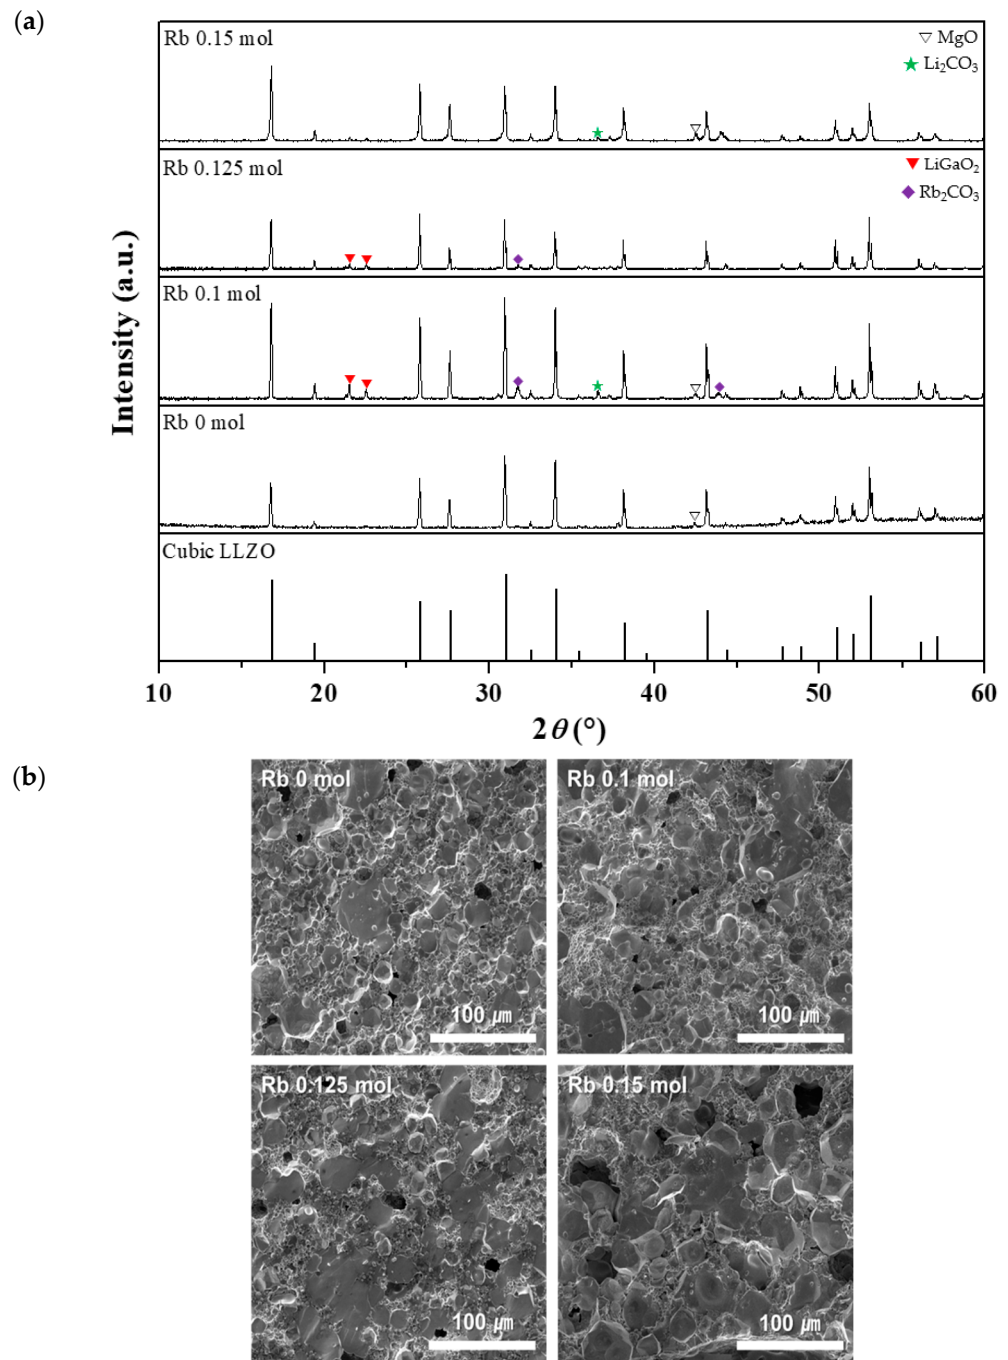 (a)
Rb 0.15 mol
▽ MgO
★ Li₂CO₃
Rb 0.125 mol
▼ LiGaO₂
◆ Rb₂CO₃
Rb 0.1 mol
Rb 0 mol
Cubic LLZO
Intensity (a.u.)
10 20 30 40 50 60
2θ (°)
(b)
Rb 0 mol
Rb 0.1 mol
100 ㎛
100 ㎛
Rb 0.125 mol
Rb 0.15 mol
100 ㎛
100 ㎛